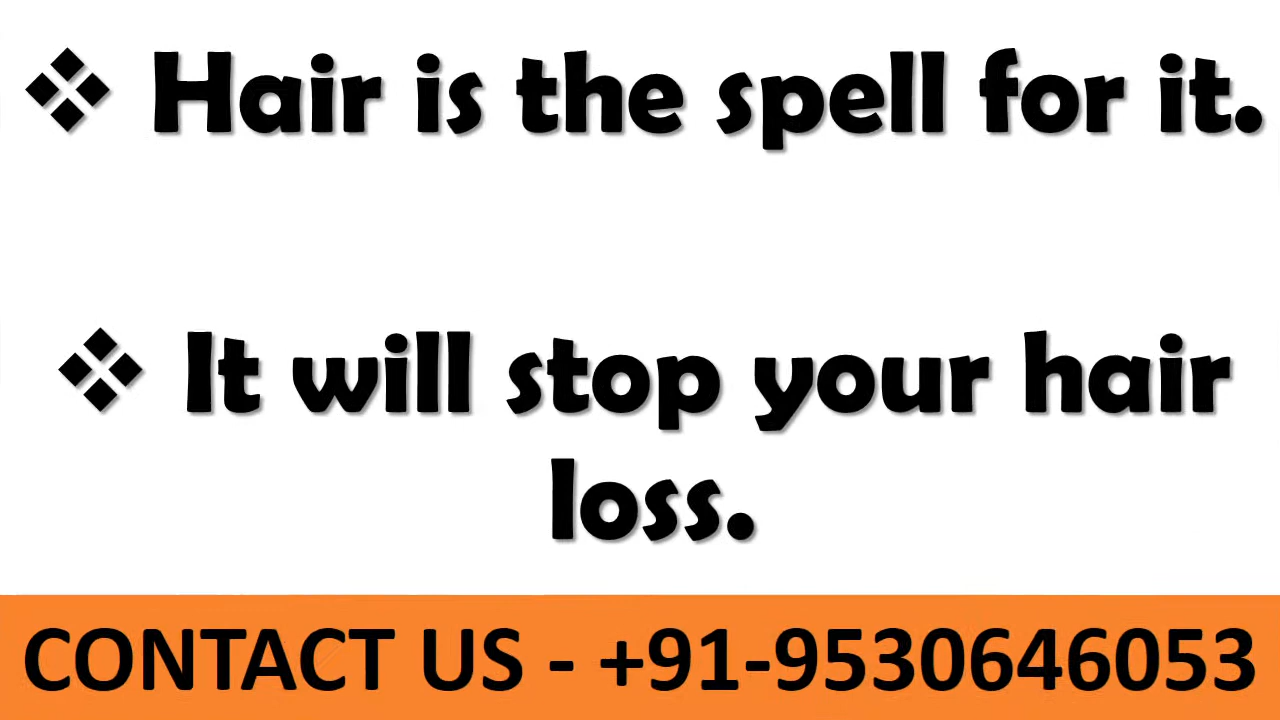 ❖ Hair is the spell for it.
❖ It will stop your hair
loss.
CONTACT US - +91-9530646053